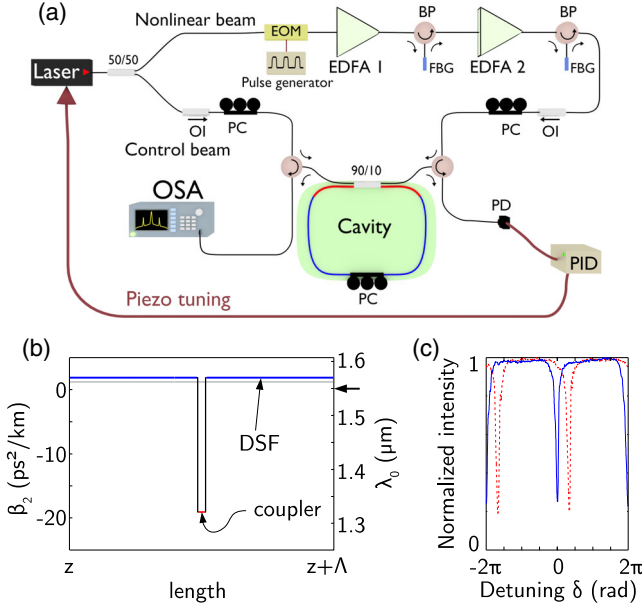 (a)
Nonlinear beam
EOM
BP
BP
50/50
Laser
Pulse generator
EDFA 1
FBG
EDFA 2
FBG
OI
PC
PC
OI
Control beam
90/10
OSA
Cavity
PD
PID
PC
Piezo tuning
(b)
β₂ (ps²/km)
0
-10
-20
1.6
1.5
1.4
1.3
λ₀ (μm)
DSF
coupler
z
z+Λ
length
(c)
Normalized intensity
1
0
-2π
0
2π
Detuning δ (rad)